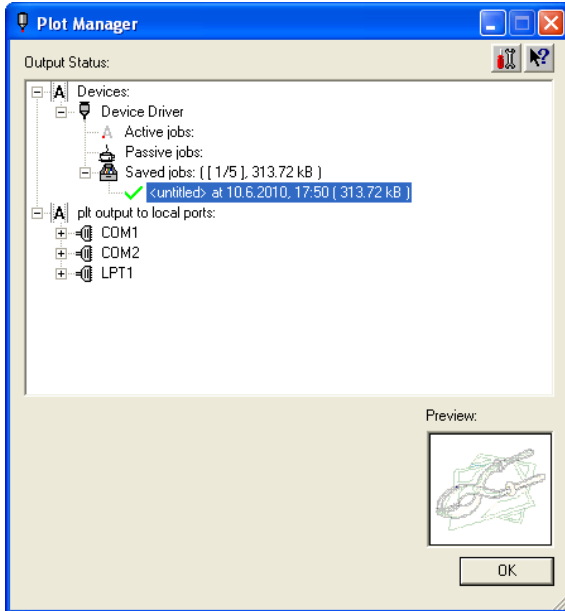 Plot Manager
Output Status:
A Devices:
Device Driver
A Active jobs:
Passive jobs:
Saved jobs: ( [ 1/5 ], 313.72 kB )
<untitled> at 10.6.2010, 17:50 ( 313.72 kB )
A plt output to local ports:
COM1
COM2
LPT1
Preview:
OK